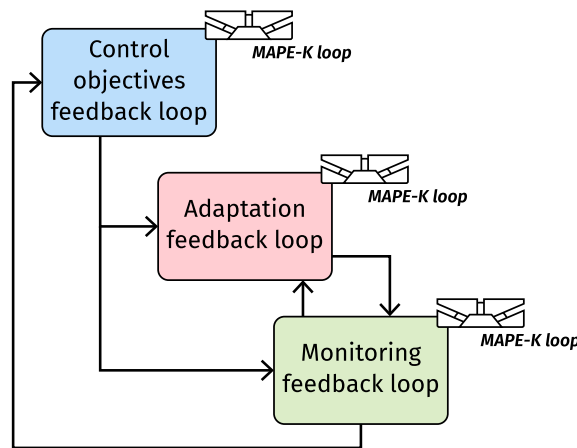 Control
objectives
feedback loop
MAPE-K loop
Adaptation
feedback loop
MAPE-K loop
Monitoring
feedback loop
MAPE-K loop